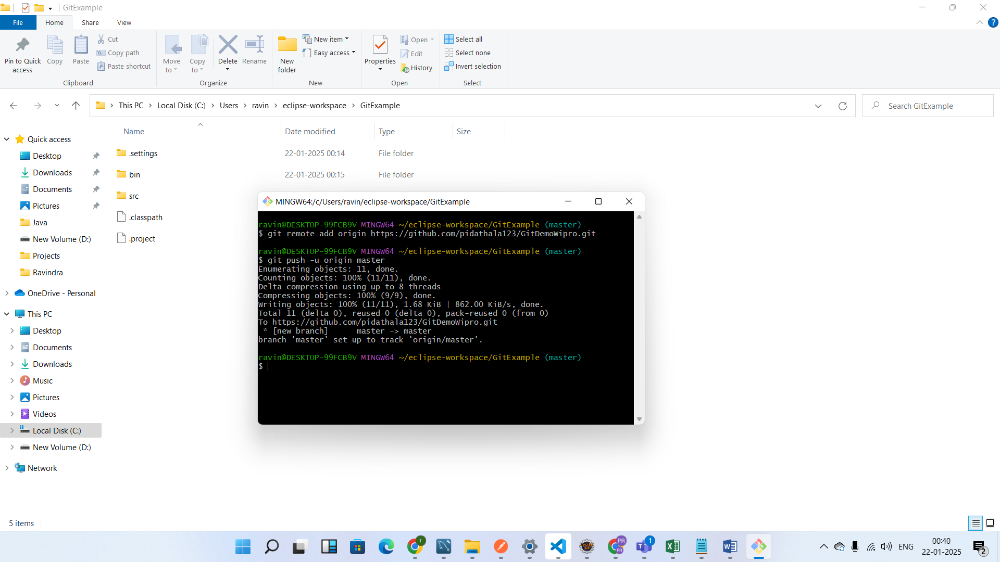 GitExample
File Home Share View
Pin to Quick access
Copy
Paste
Cut
Copy path
Paste shortcut
Clipboard
Move to
Copy to
Delete
Rename
Organize
New folder
New item
Easy access
New
Properties
Open
Edit
History
Open
Select all
Select none
Invert selection
Select
This PC > Local Disk (C:) > Users > ravin > eclipse-workspace > GitExample
Search GitExample
Quick access
Desktop
Downloads
Documents
Pictures
Java
New Volume (D:)
Projects
Ravindra
OneDrive - Personal
This PC
Desktop
Documents
Downloads
Music
Pictures
Videos
Local Disk (C:)
New Volume (D:)
Network
Name Date modified Type Size
.settings 22-01-2025 00:14 File folder
bin 22-01-2025 00:15 File folder
src
.classpath
.project
MINGW64:/c/Users/ravin/eclipse-workspace/GitExample
ravin@DESKTOP-99FCB9V MINGW64 ~/eclipse-workspace/GitExample (master)
$ git remote add origin https://github.com/pidathala123/GitDemoWipro.git
ravin@DESKTOP-99FCB9V MINGW64 ~/eclipse-workspace/GitExample (master)
$ git push -u origin master
Enumerating objects: 11, done.
Counting objects: 100% (11/11), done.
Delta compression using up to 8 threads
Compressing objects: 100% (9/9), done.
Writing objects: 100% (11/11), 1.68 KiB | 862.00 KiB/s, done.
Total 11 (delta 0), reused 0 (delta 0), pack-reused 0 (from 0)
To https://github.com/pidathala123/GitDemoWipro.git
* [new branch] master -> master
branch 'master' set up to track 'origin/master'.
ravin@DESKTOP-99FCB9V MINGW64 ~/eclipse-workspace/GitExample (master)
$
5 items
r
PR
PR
1
ENG
00:40
22-01-2025
2